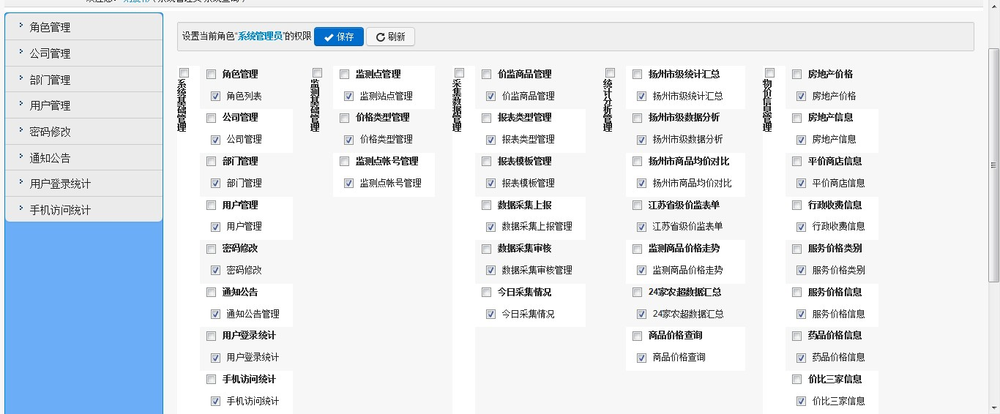 角色管理
公司管理
部门管理
用户管理
密码修改
通知公告
用户登录统计
手机访问统计
设置当前角色“系统管理员”的权限 保存 刷新
系统基础管理
角色管理
角色列表
公司管理
公司管理
部门管理
部门管理
用户管理
用户管理
密码修改
密码修改
通知公告
通知公告管理
用户登录统计
用户登录统计
手机访问统计
手机访问统计
监测基础管理
监测点管理
监测站点管理
价格类型管理
价格类型管理
监测点帐号管理
监测点帐号管理
采集数据管理
价监商品管理
价监商品管理
报表类型管理
报表类型管理
报表模板管理
报表模板管理
数据采集上报
数据采集上报管理
数据采集审核
数据采集审核管理
今日采集情况
今日采集情况
统计分析管理
扬州市级统计汇总
扬州市级统计汇总
扬州市级数据分析
扬州市级数据分析
扬州市商品均价对比
扬州市商品均价对比
江苏省级价监表单
江苏省级价监表单
监测商品价格走势
监测商品价格走势
24家农超数据汇总
24家农超数据汇总
商品价格查询
商品价格查询
物价信息管理
房地产价格
房地产价格
房地产信息
房地产信息
平价商店信息
平价商店信息
行政收费信息
行政收费信息
服务价格类别
服务价格类别
服务价格信息
服务价格信息
药品价格信息
药品价格信息
价比三家信息
价比三家信息